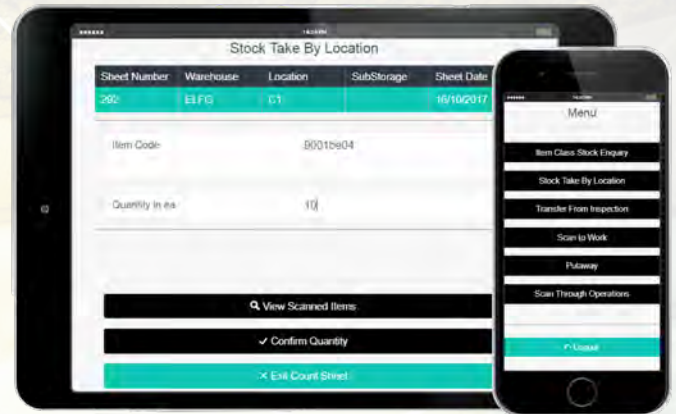 Stock Take By Location
Sheet Number Warehouse Location SubStorage Sheet Date
292 ELFG C1 16/10/2017
Item Code 9001be04
Quantity in ea 10
View Scanned Items
Confirm Quantity
Exit Count Sheet
Menu
Item Class Stock Enquiry
Stock Take By Location
Transfer From Inspection
Scan to Work
Putaway
Scan Through Operations
Logout